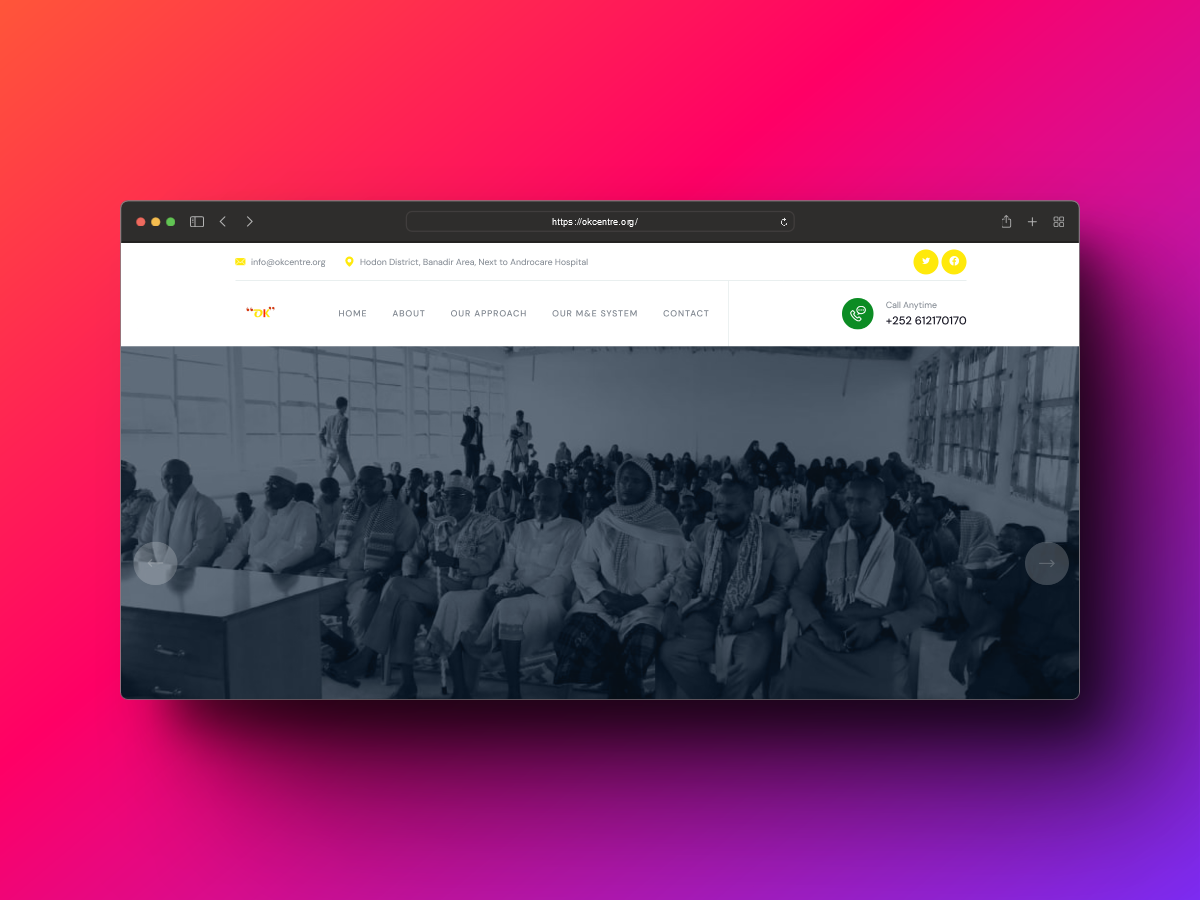 https://okcentre.org/
info@okcentre.org
Hodon District, Banadir Area, Next to Androcare Hospital
"OK"
HOME
ABOUT
OUR APPROACH
OUR M&E SYSTEM
CONTACT
Call Anytime
+252 612170170